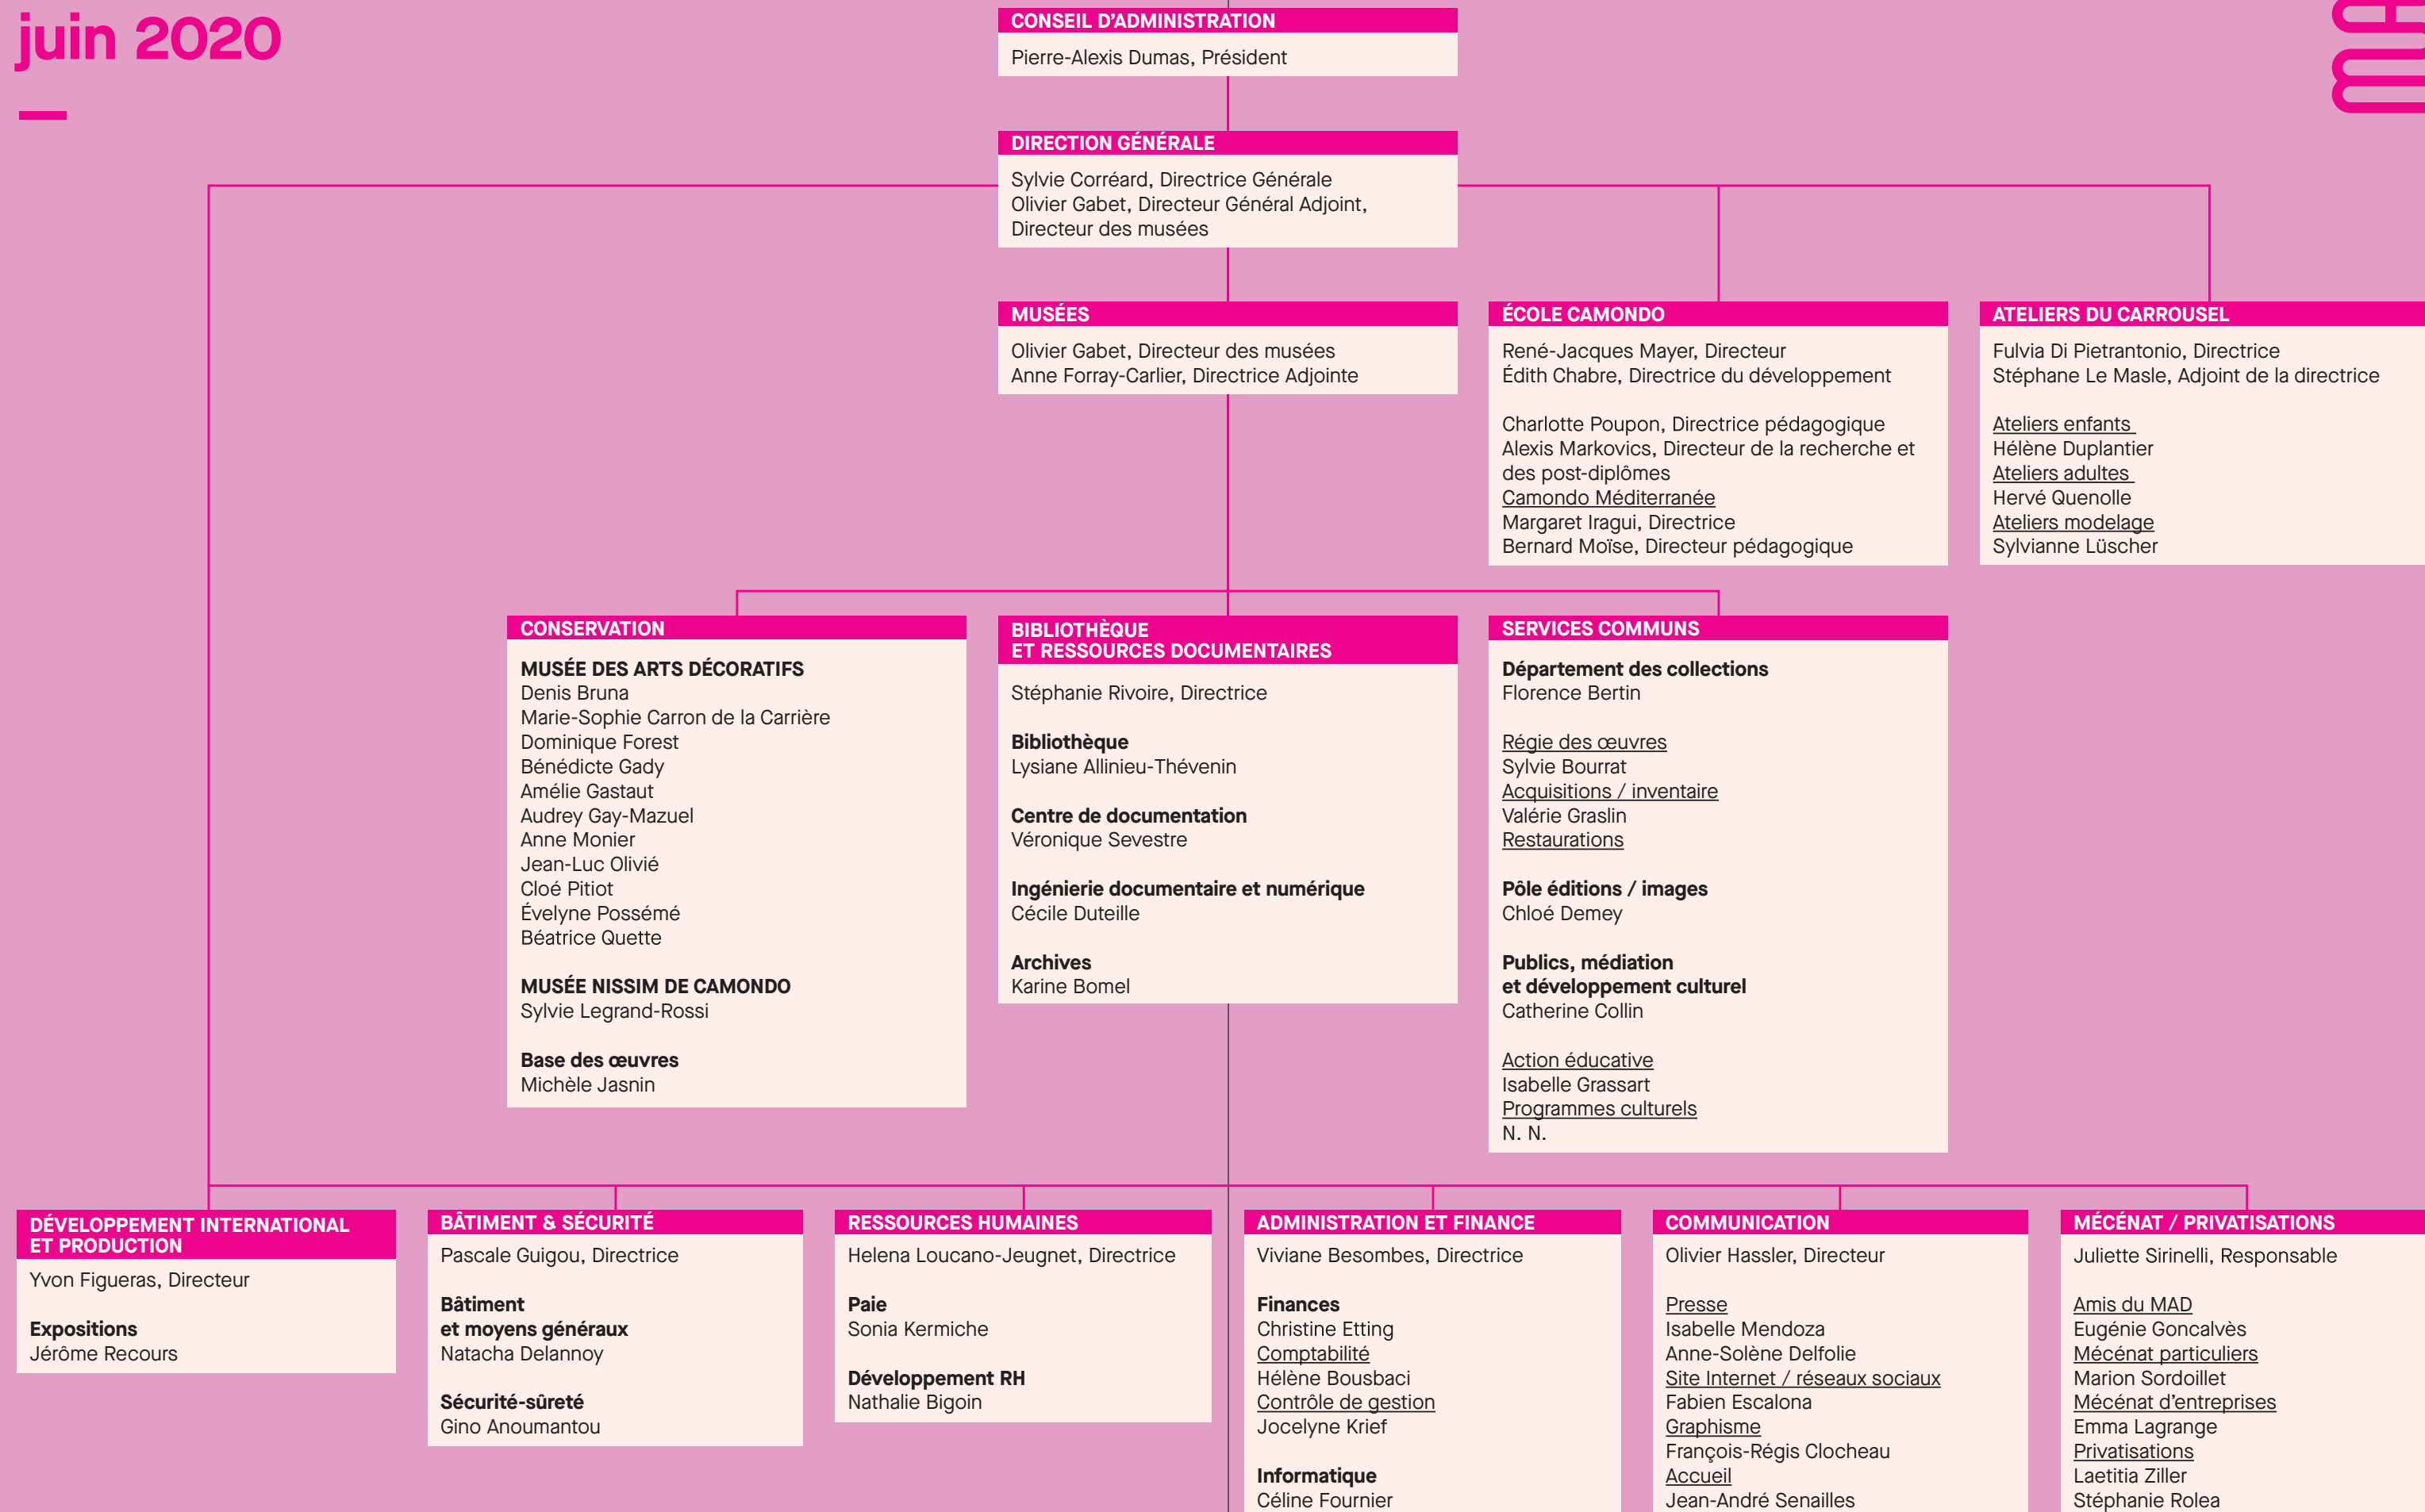 juin 2020
CONSEIL D'ADMINISTRATION
Pierre-Alexis Dumas, Président
DIRECTION GÉNÉRALE
Sylvie Corréard, Directrice Générale
Olivier Gabet, Directeur Général Adjoint,
Directeur des musées
MUSÉES
Olivier Gabet, Directeur des musées
Anne Forray-Carlier, Directrice Adjointe
ÉCOLE CAMONDO
René-Jacques Mayer, Directeur
Édith Chabre, Directrice du développement
Charlotte Poupon, Directrice pédagogique
Alexis Markovics, Directeur de la recherche et
des post-diplômes
Camondo Méditerranée
Margaret Iragui, Directrice
Bernard Moïse, Directeur pédagogique
ATELIERS DU CARROUSEL
Fulvia Di Pietrantonio, Directrice
Stéphane Le Masle, Adjoint de la directrice
Ateliers enfants
Hélène Duplantier
Ateliers adultes
Hervé Quenolle
Ateliers modelage
Sylvianne Lüscher
CONSERVATION
MUSÉE DES ARTS DÉCORATIFS
Denis Bruna
Marie-Sophie Carron de la Carrière
Dominique Forest
Bénédicte Gady
Amélie Gastaut
Audrey Gay-Mazuel
Anne Monier
Jean-Luc Olivié
Cloé Pitiot
Évelyne Possémé
Béatrice Quette
MUSÉE NISSIM DE CAMONDO
Sylvie Legrand-Rossi
Base des œuvres
Michèle Jasnin
BIBLIOTHÈQUE
ET RESSOURCES DOCUMENTAIRES
Stéphanie Rivoire, Directrice
Bibliothèque
Lysiane Allinieu-Thévenin
Centre de documentation
Véronique Sevestre
Ingénierie documentaire et numérique
Cécile Duteille
Archives
Karine Bomel
SERVICES COMMUNS
Département des collections
Florence Bertin
Régie des œuvres
Sylvie Bourrat
Acquisitions / inventaire
Valérie Graslin
Restaurations
Pôle éditions / images
Chloé Demey
Publics, médiation
et développement culturel
Catherine Collin
Action éducative
Isabelle Grassart
Programmes culturels
N. N.
DÉVELOPPEMENT INTERNATIONAL
ET PRODUCTION
Yvon Figueras, Directeur
Expositions
Jérôme Recours
BÂTIMENT & SÉCURITÉ
Pascale Guigou, Directrice
Bâtiment
et moyens généraux
Natacha Delannoy
Sécurité-sûreté
Gino Anoumantou
RESSOURCES HUMAINES
Helena Loucano-Jeugnet, Directrice
Paie
Sonia Kermiche
Développement RH
Nathalie Bigoin
ADMINISTRATION ET FINANCE
Viviane Besombes, Directrice
Finances
Christine Etting
Comptabilité
Hélène Bousbaci
Contrôle de gestion
Jocelyne Krief
Informatique
Céline Fournier
COMMUNICATION
Olivier Hassler, Directeur
Presse
Isabelle Mendoza
Anne-Solène Delfolie
Site Internet / réseaux sociaux
Fabien Escalona
Graphisme
François-Régis Clocheau
Accueil
Jean-André Senailles
MÉCÉNAT / PRIVATISATIONS
Juliette Sirinelli, Responsable
Amis du MAD
Eugénie Goncalvès
Mécénat particuliers
Marion Sordoillet
Mécénat d'entreprises
Emma Lagrange
Privatisations
Laetitia Ziller
Stéphanie Rolea